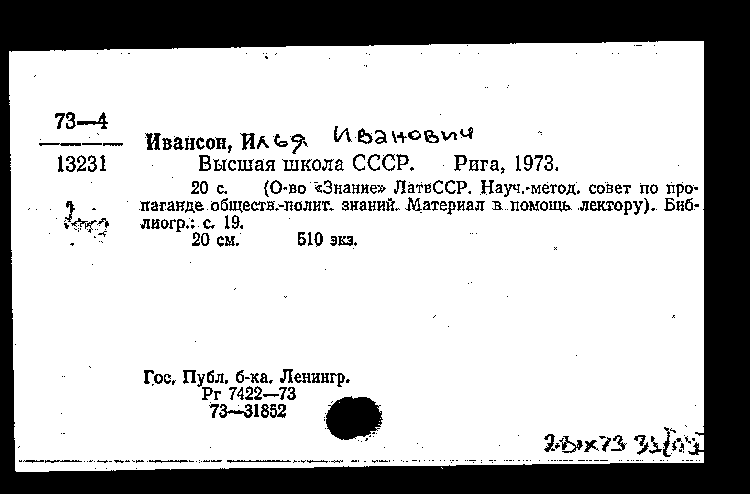 73—4
Ивансон, Илья Иванович
13231
Высшая школа СССР. Рига, 1973.
20 с. (О-во «Знание» ЛатвССР. Науч.-метод. совет по про-
паганде обществ.-полит. знаний. Материал в помощь лектору). Биб-
лиогр.: с. 19.
20 см. 510 экз.
Гос. Публ. б-ка. Ленингр.
Рг 7422—73
73—31852